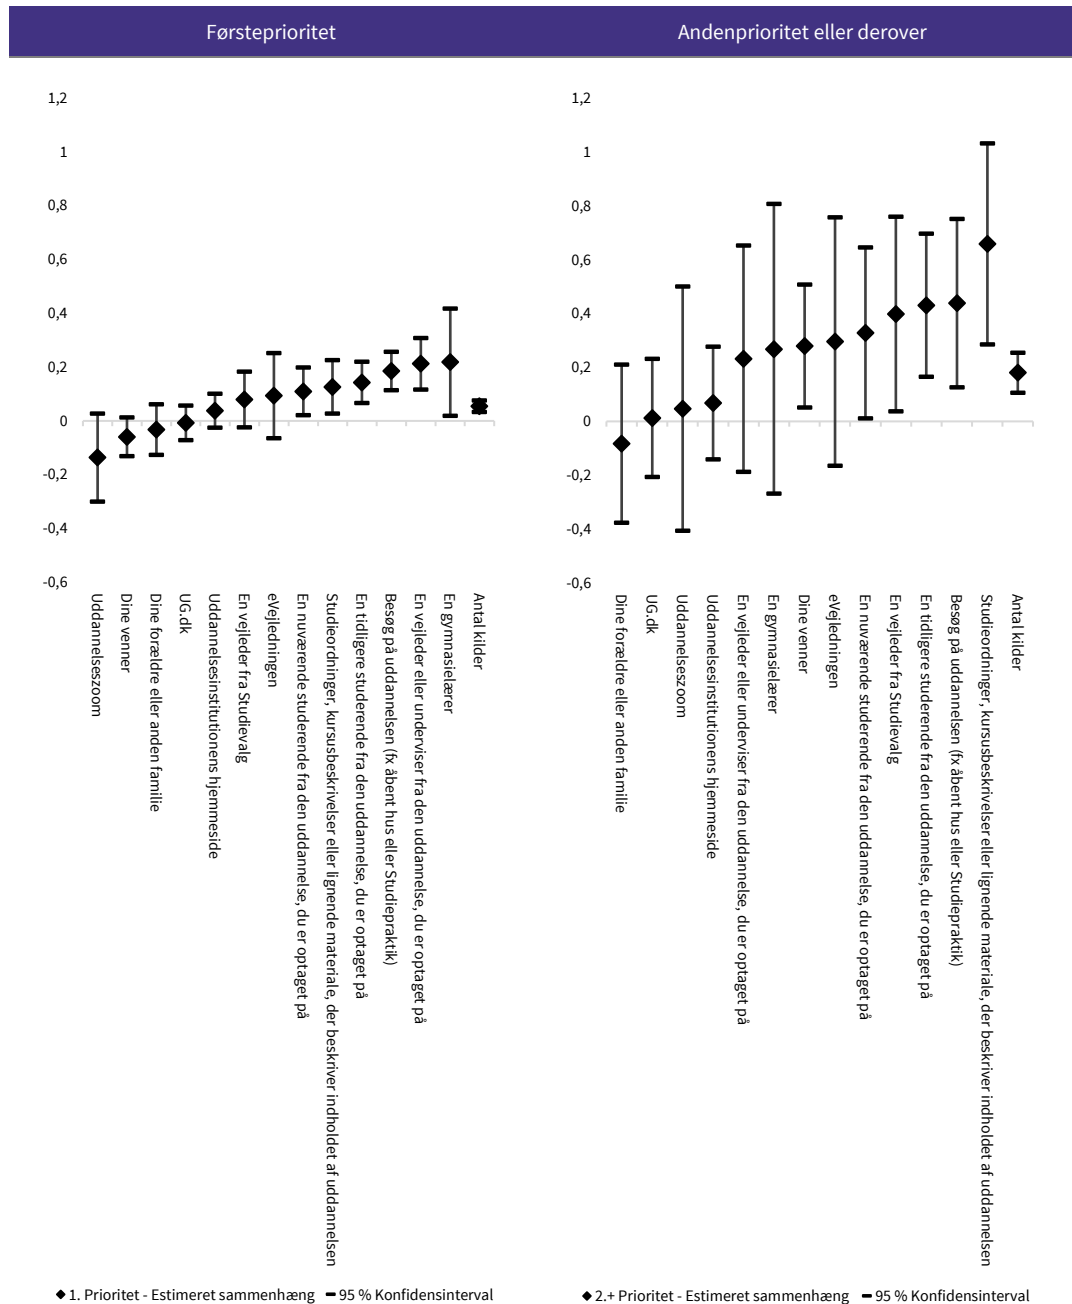 Førsteprioritet
Andenprioritet eller derover
1,2
1
0,8
0,6
0,4
0,2
0
-0,2
-0,4
-0,6
Uddannelseszoom
Dine venner
Dine forældre eller anden familie
UG.dk
Uddannelsesinstitutionens hjemmeside
En vejleder fra Studievalg
eVejledningen
En nuværende studerende fra den uddannelse, du er optaget på
Studieordninger, kursusbeskrivelser eller lignende materiale, der beskriver indholdet af uddannelsen
En tidligere studerende fra den uddannelse, du er optaget på
Besøg på uddannelsen (fx åbent hus eller Studiepraktik)
En vejleder eller underviser fra den uddannelse, du er optaget på
En gymnasielærer
Antal kilder
1. Prioritet - Estimeret sammenhæng
95 % Konfidensinterval
1,2
1
0,8
0,6
0,4
0,2
0
-0,2
-0,4
-0,6
Dine forældre eller anden familie
UG.dk
Uddannelseszoom
Uddannelsesinstitutionens hjemmeside
En vejleder eller underviser fra den uddannelse, du er optaget på
En gymnasielærer
Dine venner
eVejledningen
En nuværende studerende fra den uddannelse, du er optaget på
En vejleder fra Studievalg
En tidligere studerende fra den uddannelse, du er optaget på
Besøg på uddannelsen (fx åbent hus eller Studiepraktik)
Studieordninger, kursusbeskrivelser eller lignende materiale, der beskriver indholdet af uddannelsen
Antal kilder
2.+ Prioritet - Estimeret sammenhæng
95 % Konfidensinterval